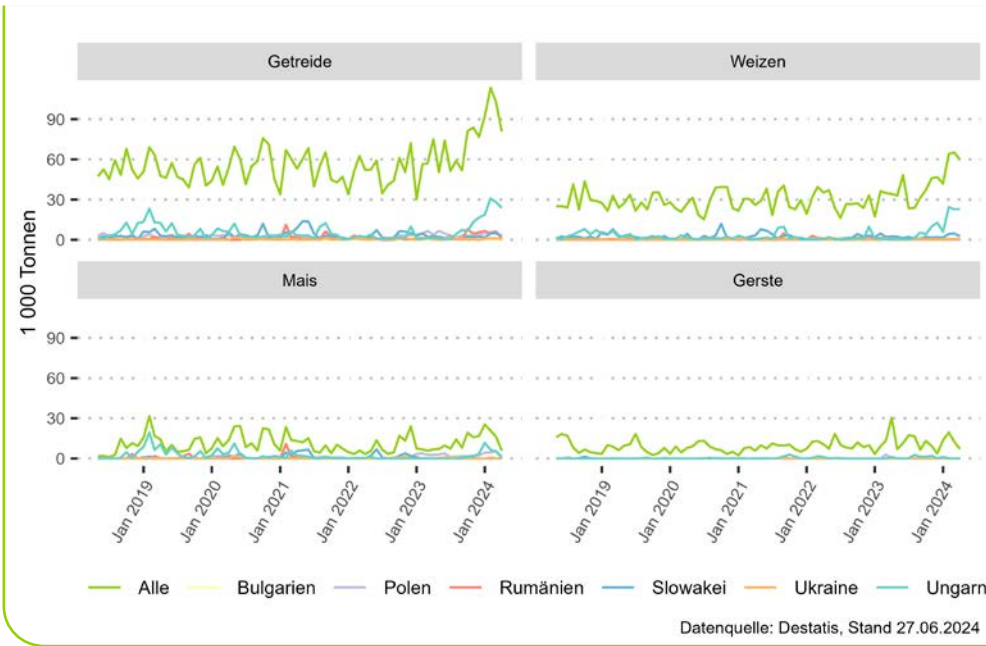 Getreide
Weizen
90
60
30
0
Mais
Gerste
90
60
30
0
1 000 Tonnen
Jan 2019
Jan 2020
Jan 2021
Jan 2022
Jan 2023
Jan 2024
Jan 2019
Jan 2020
Jan 2021
Jan 2022
Jan 2023
Jan 2024
Alle Bulgarien Polen Rumänien Slowakei Ukraine Ungarn
Datenquelle: Destatis, Stand 27.06.2024